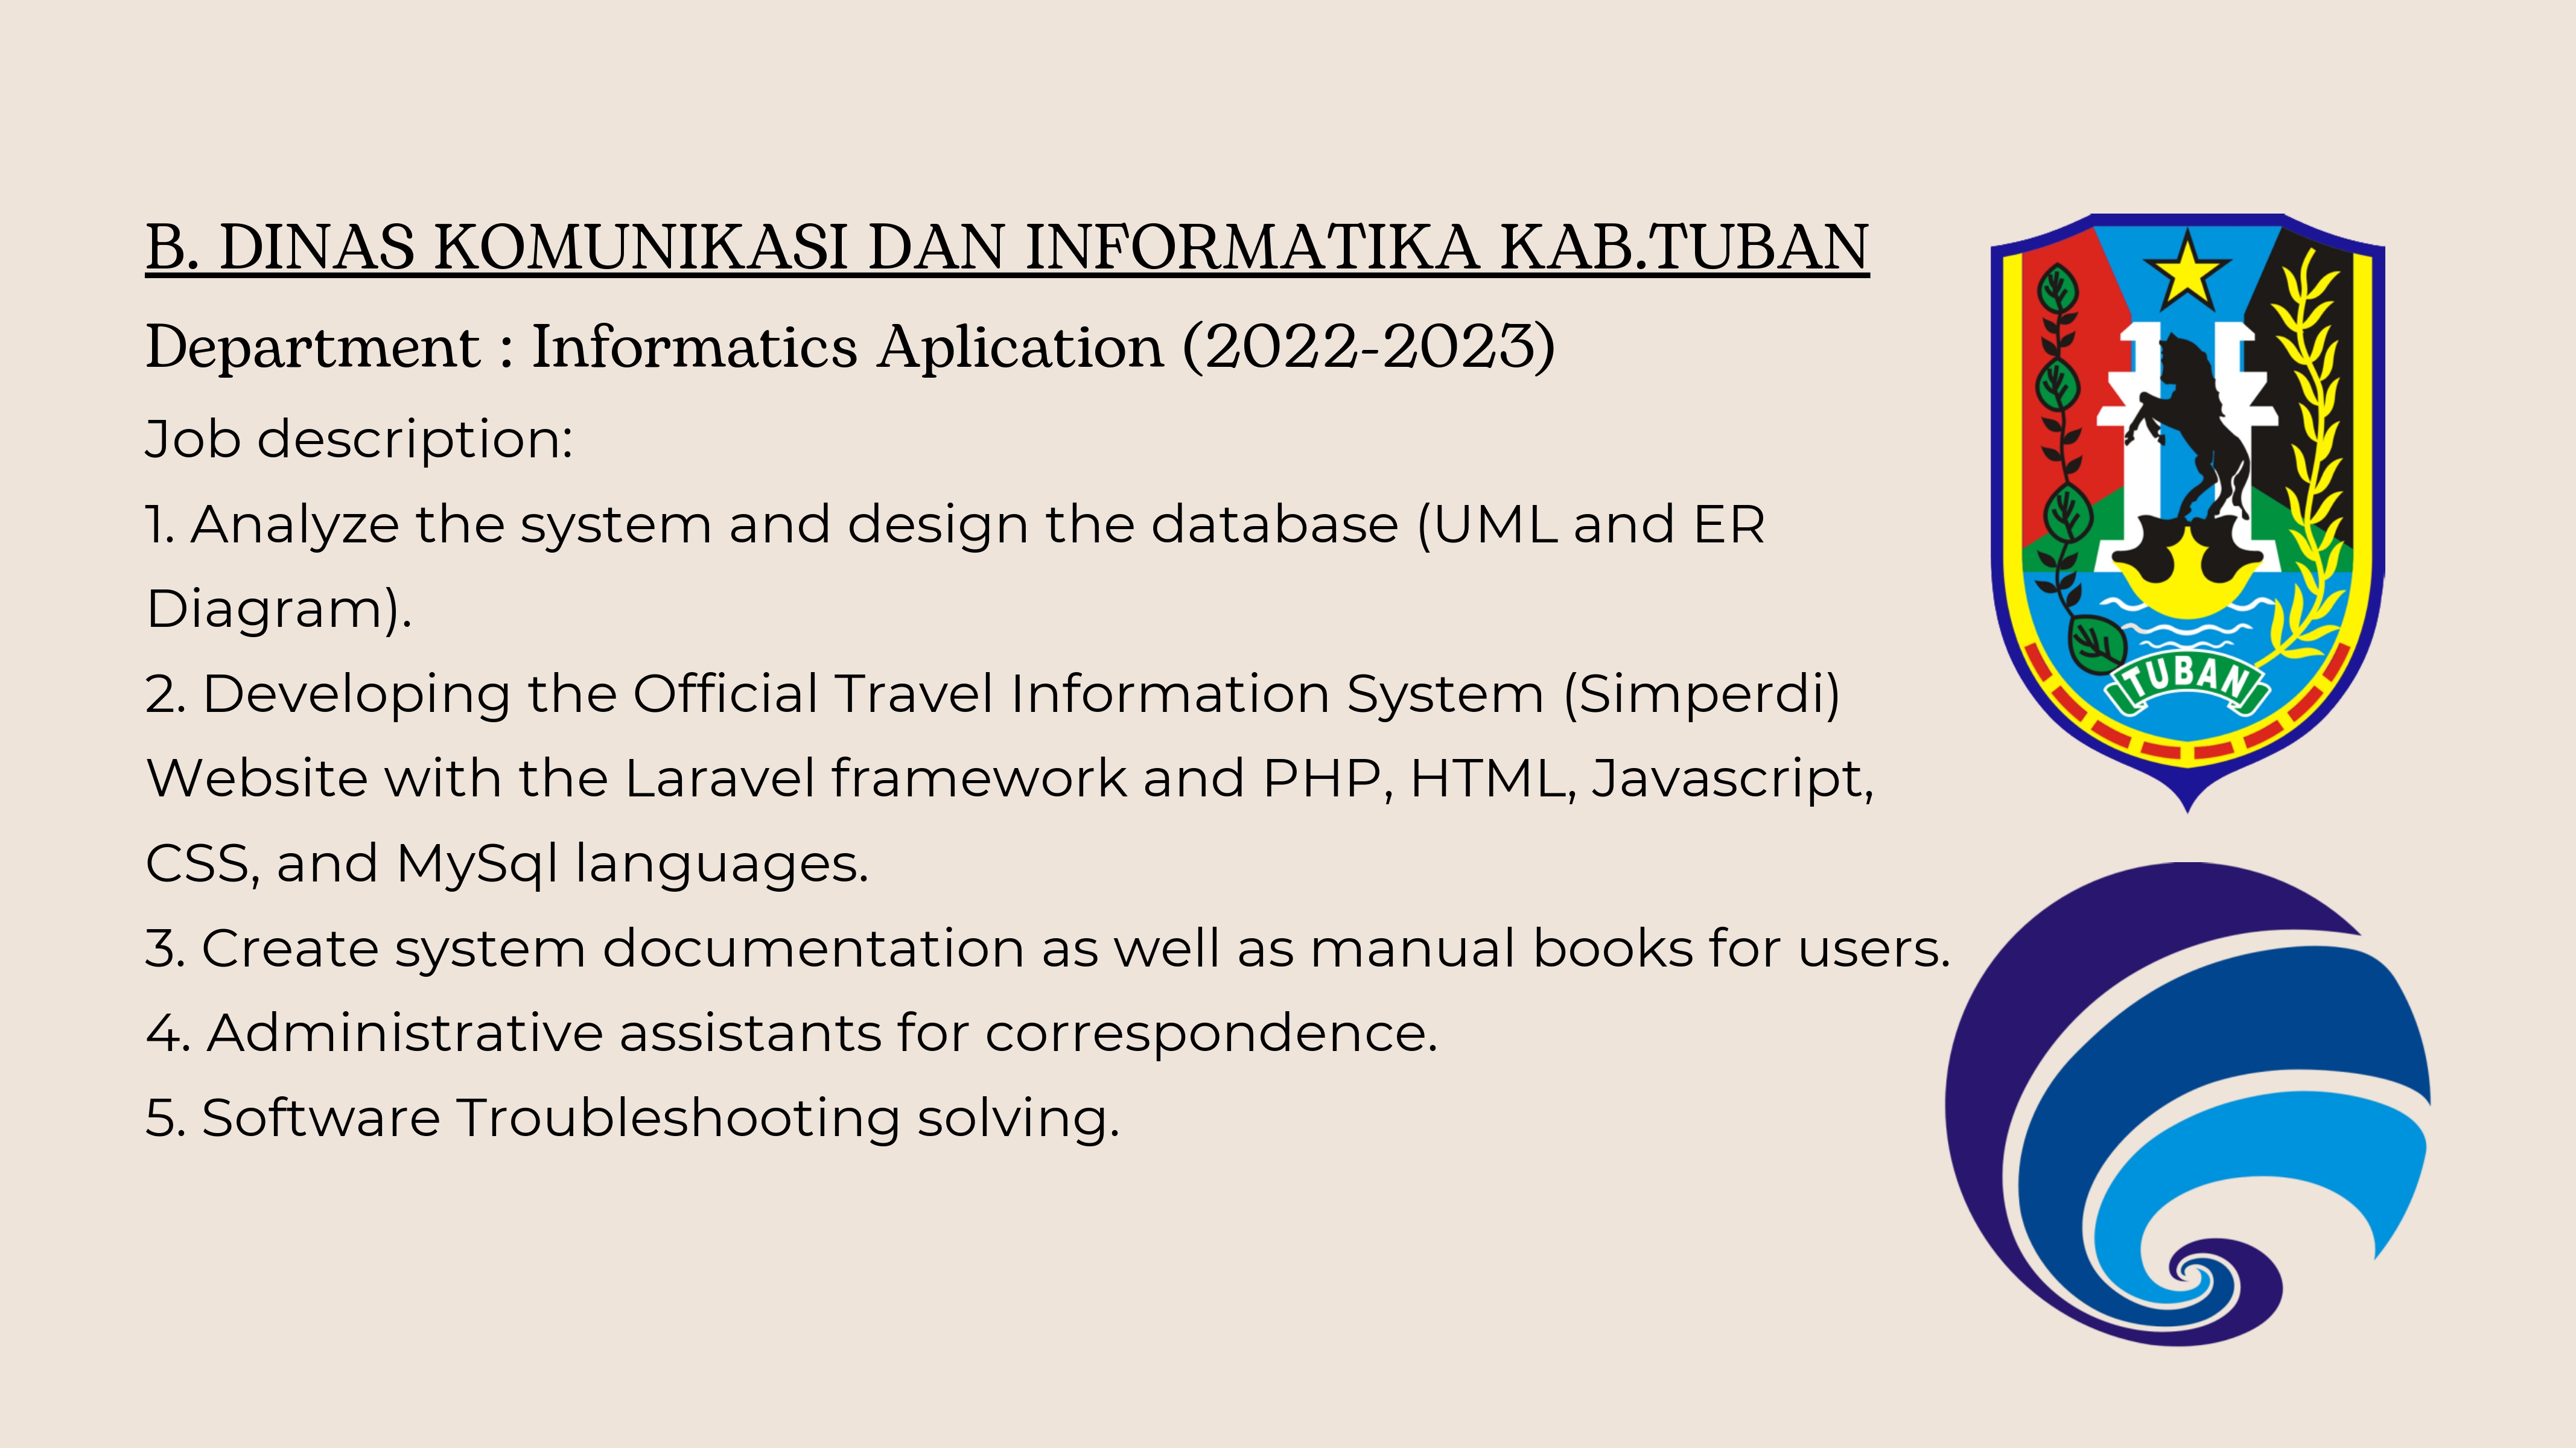 B. DINAS KOMUNIKASI DAN INFORMATIKA KAB.TUBAN
Department : Informatics Aplication (2022-2023)
Job description:
1. Analyze the system and design the database (UML and ER
Diagram).
2. Developing the Official Travel Information System (Simperdi)
Website with the Laravel framework and PHP, HTML, Javascript,
CSS, and MySql languages.
3. Create system documentation as well as manual books for users.
4. Administrative assistants for correspondence.
5. Software Troubleshooting solving.
TUBAN